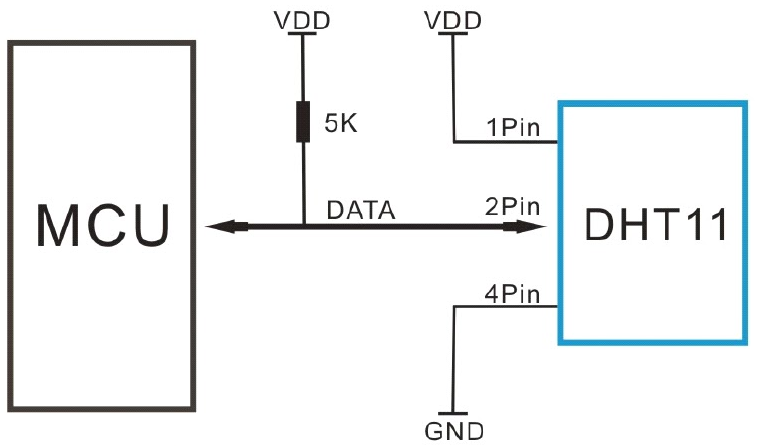 VDD
VDD
5K
1Pin
MCU
DATA
2Pin
DHT11
4Pin
GND